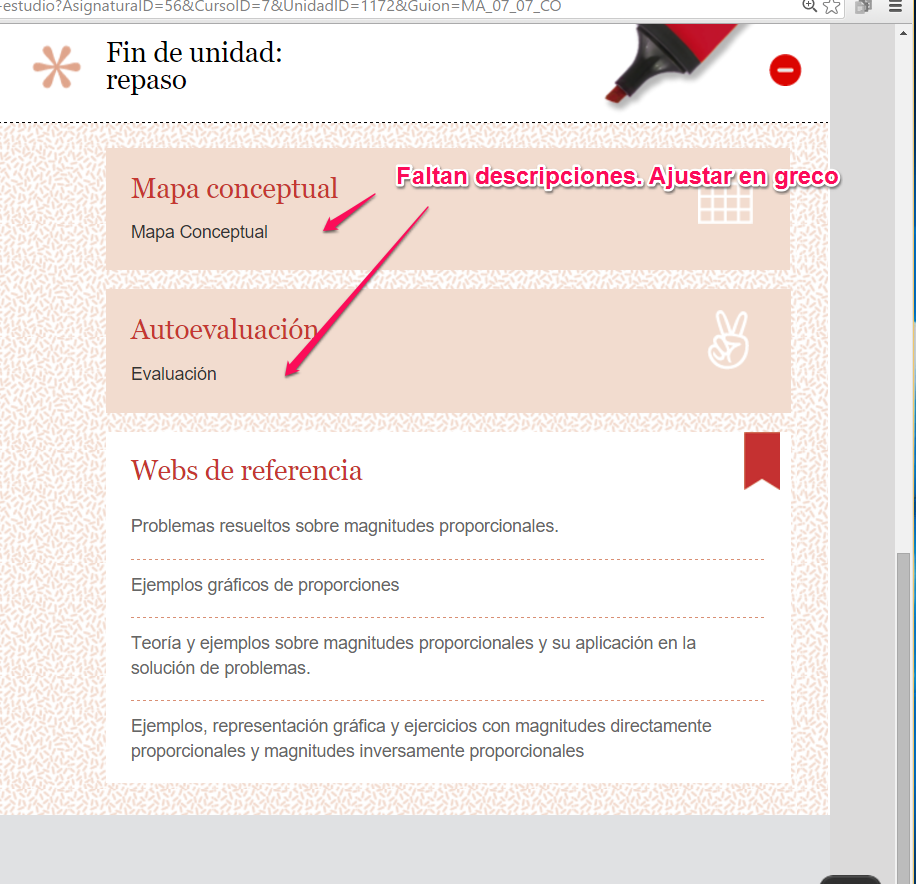 -estudio?AsignaturaID=56&CursoID=7&UnidadID=1172&Guion=MA_07_07_CO
Fin de unidad:
repaso
Faltan descripciones. Ajustar en greco
Mapa conceptual
Mapa Conceptual
Autoevaluación
Evaluación
Webs de referencia
Problemas resueltos sobre magnitudes proporcionales.
Ejemplos gráficos de proporciones
Teoría y ejemplos sobre magnitudes proporcionales y su aplicación en la
solución de problemas.
Ejemplos, representación gráfica y ejercicios con magnitudes directamente
proporcionales y magnitudes inversamente proporcionales